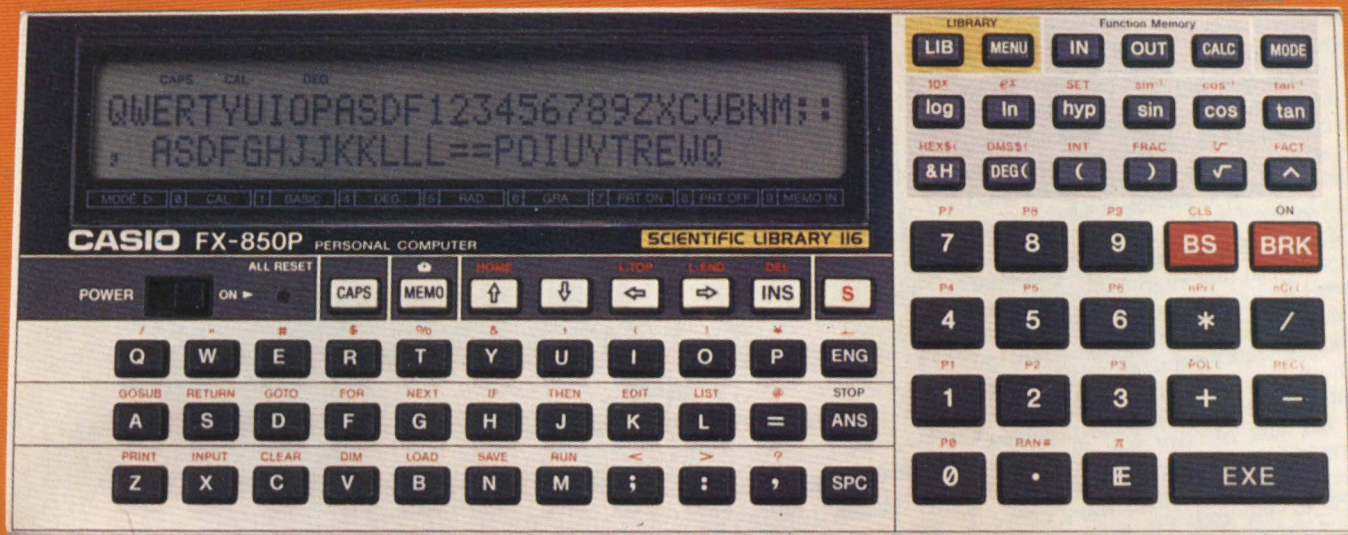 CAPS CAL DEG
QWERTYUIOPASDF123456789ZXCVBNM;:
, ASDFGHJJKKLLL==POIUYTREWQ
MODE ▷ 0 CAL 1 BASIC 4 DEG 5 RAD 6 GRA 7 PRT ON 8 PRT OFF 9 MEMO IN
CASIO FX-850P PERSONAL COMPUTER SCIENTIFIC LIBRARY 116
ALL RESET HOME L.TOP L.END DEL
POWER ON ► CAPS MEMO ⇧ ⇩ ⇦ ⇨ INS S
! " # $ % & ' ( ) ¥
Q W E R T Y U I O P ENG
GOSUB RETURN GOTO FOR NEXT IF THEN EDIT LIST @ STOP
A S D F G H J K L = ANS
PRINT INPUT CLEAR DIM LOAD SAVE RUN < > ?
Z X C V B N M ; : , SPC
LIBRARY Function Memory
LIB MENU IN OUT CALC MODE
10ˣ eˣ SET sin⁻¹ cos⁻¹ tan⁻¹
log ln hyp sin cos tan
HEX$( DMS$( INT FRAC FACT
&H DEG( ( ) √ ^
P7 P8 P9 CLS ON
7 8 9 BS BRK
P4 P5 P6 nPr( nCr(
4 5 6 * /
P1 P2 P3 POL( REC(
1 2 3 + −
P0 RAN# π
0 . E EXE